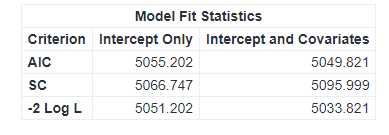 Model Fit Statistics
Criterion Intercept Only Intercept and Covariates
AIC 5055.202 5049.821
SC 5066.747 5095.999
-2 Log L 5051.202 5033.821